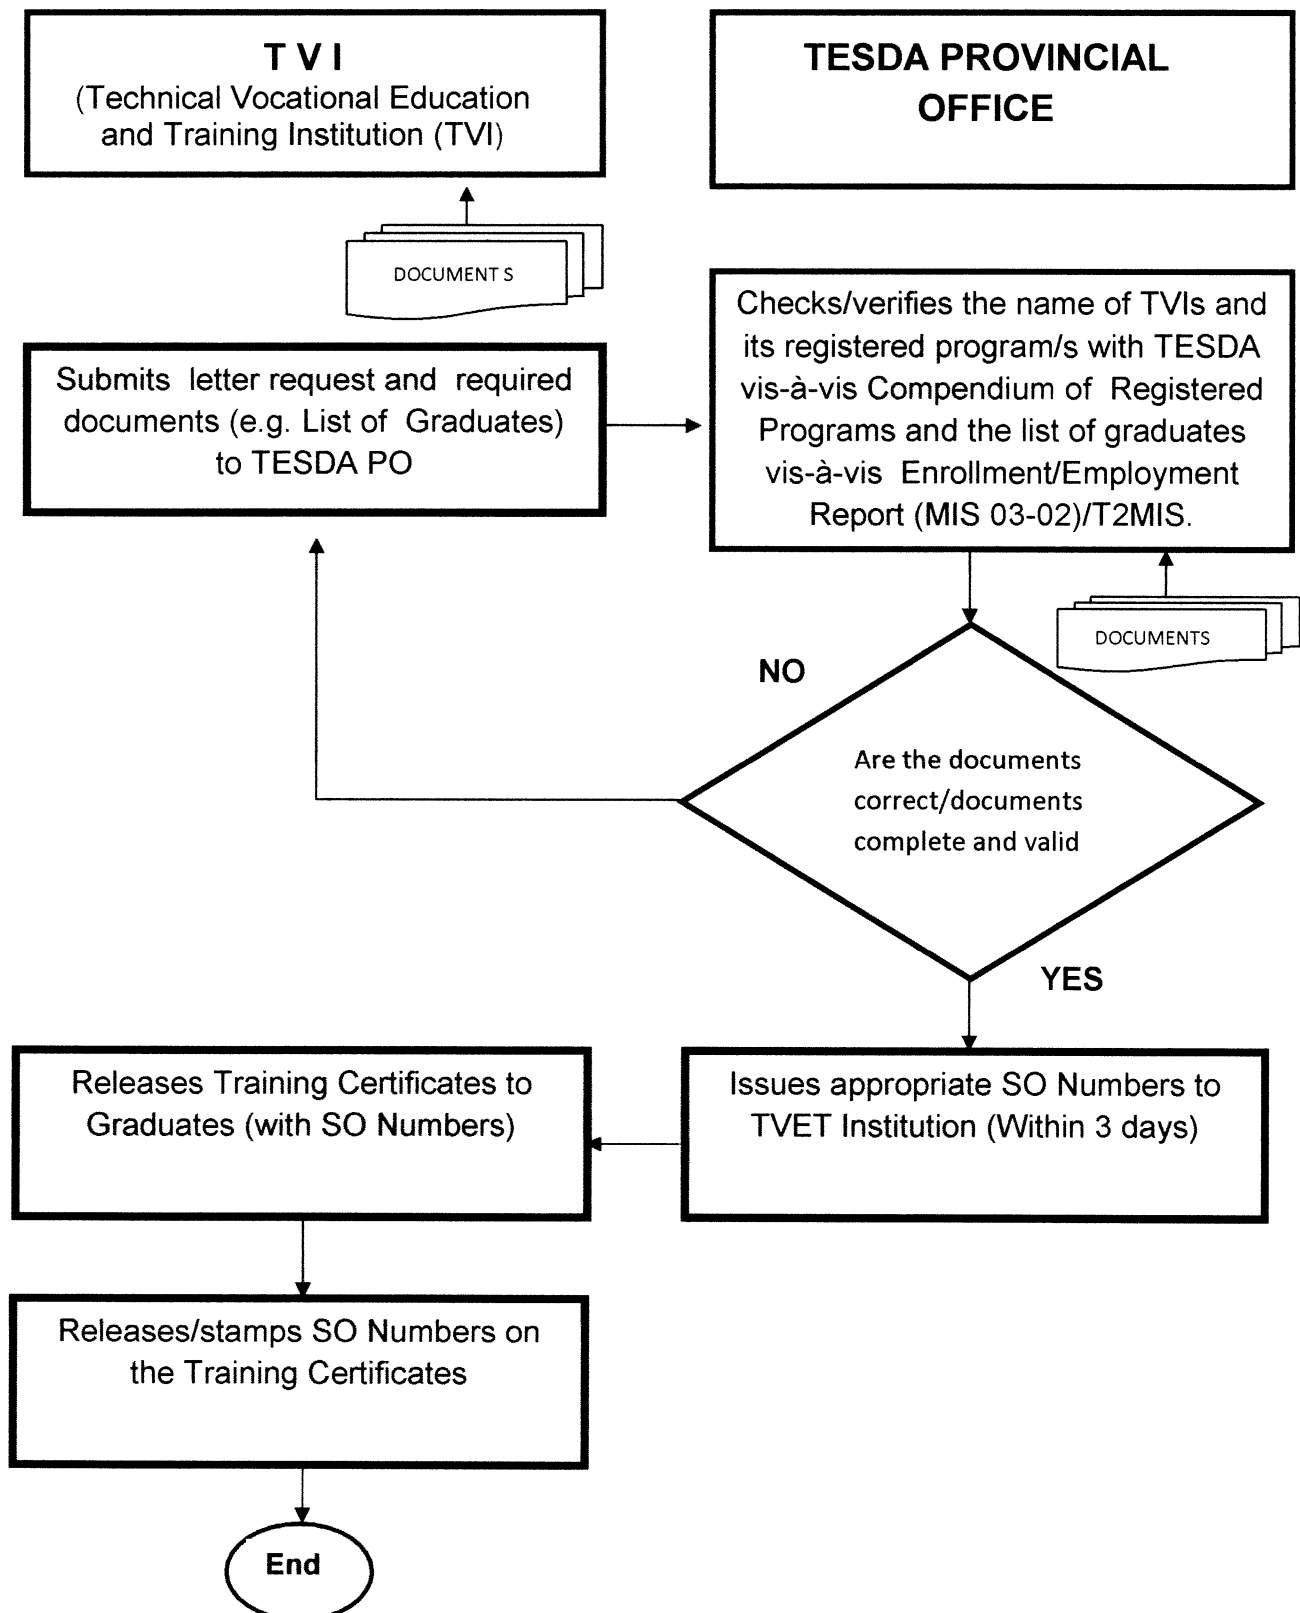 T V I
(Technical Vocational Education
and Training Institution (TVI)
TESDA PROVINCIAL
OFFICE
DOCUMENT S
Submits letter request and required
documents (e.g. List of Graduates)
to TESDA PO
Checks/verifies the name of TVIs and
its registered program/s with TESDA
vis-à-vis Compendium of Registered
Programs and the list of graduates
vis-à-vis Enrollment/Employment
Report (MIS 03-02)/T2MIS.
DOCUMENTS
NO
Are the documents
correct/documents
complete and valid
YES
Issues appropriate SO Numbers to
TVET Institution (Within 3 days)
Releases Training Certificates to
Graduates (with SO Numbers)
Releases/stamps SO Numbers on
the Training Certificates
End